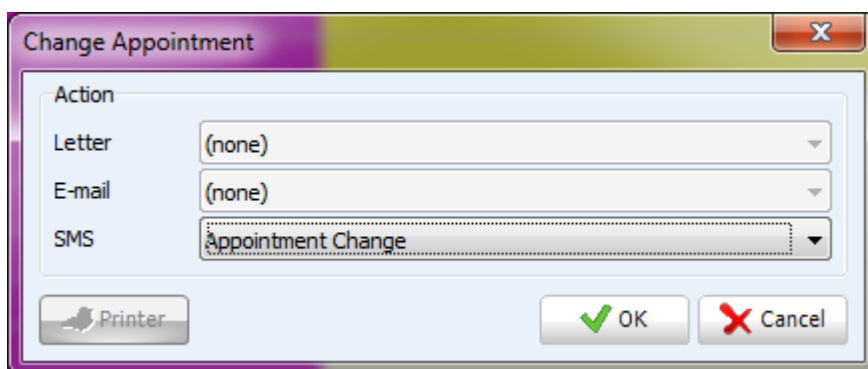 Change Appointment
Action
Letter (none)
E-mail (none)
SMS Appointment Change
Printer OK Cancel